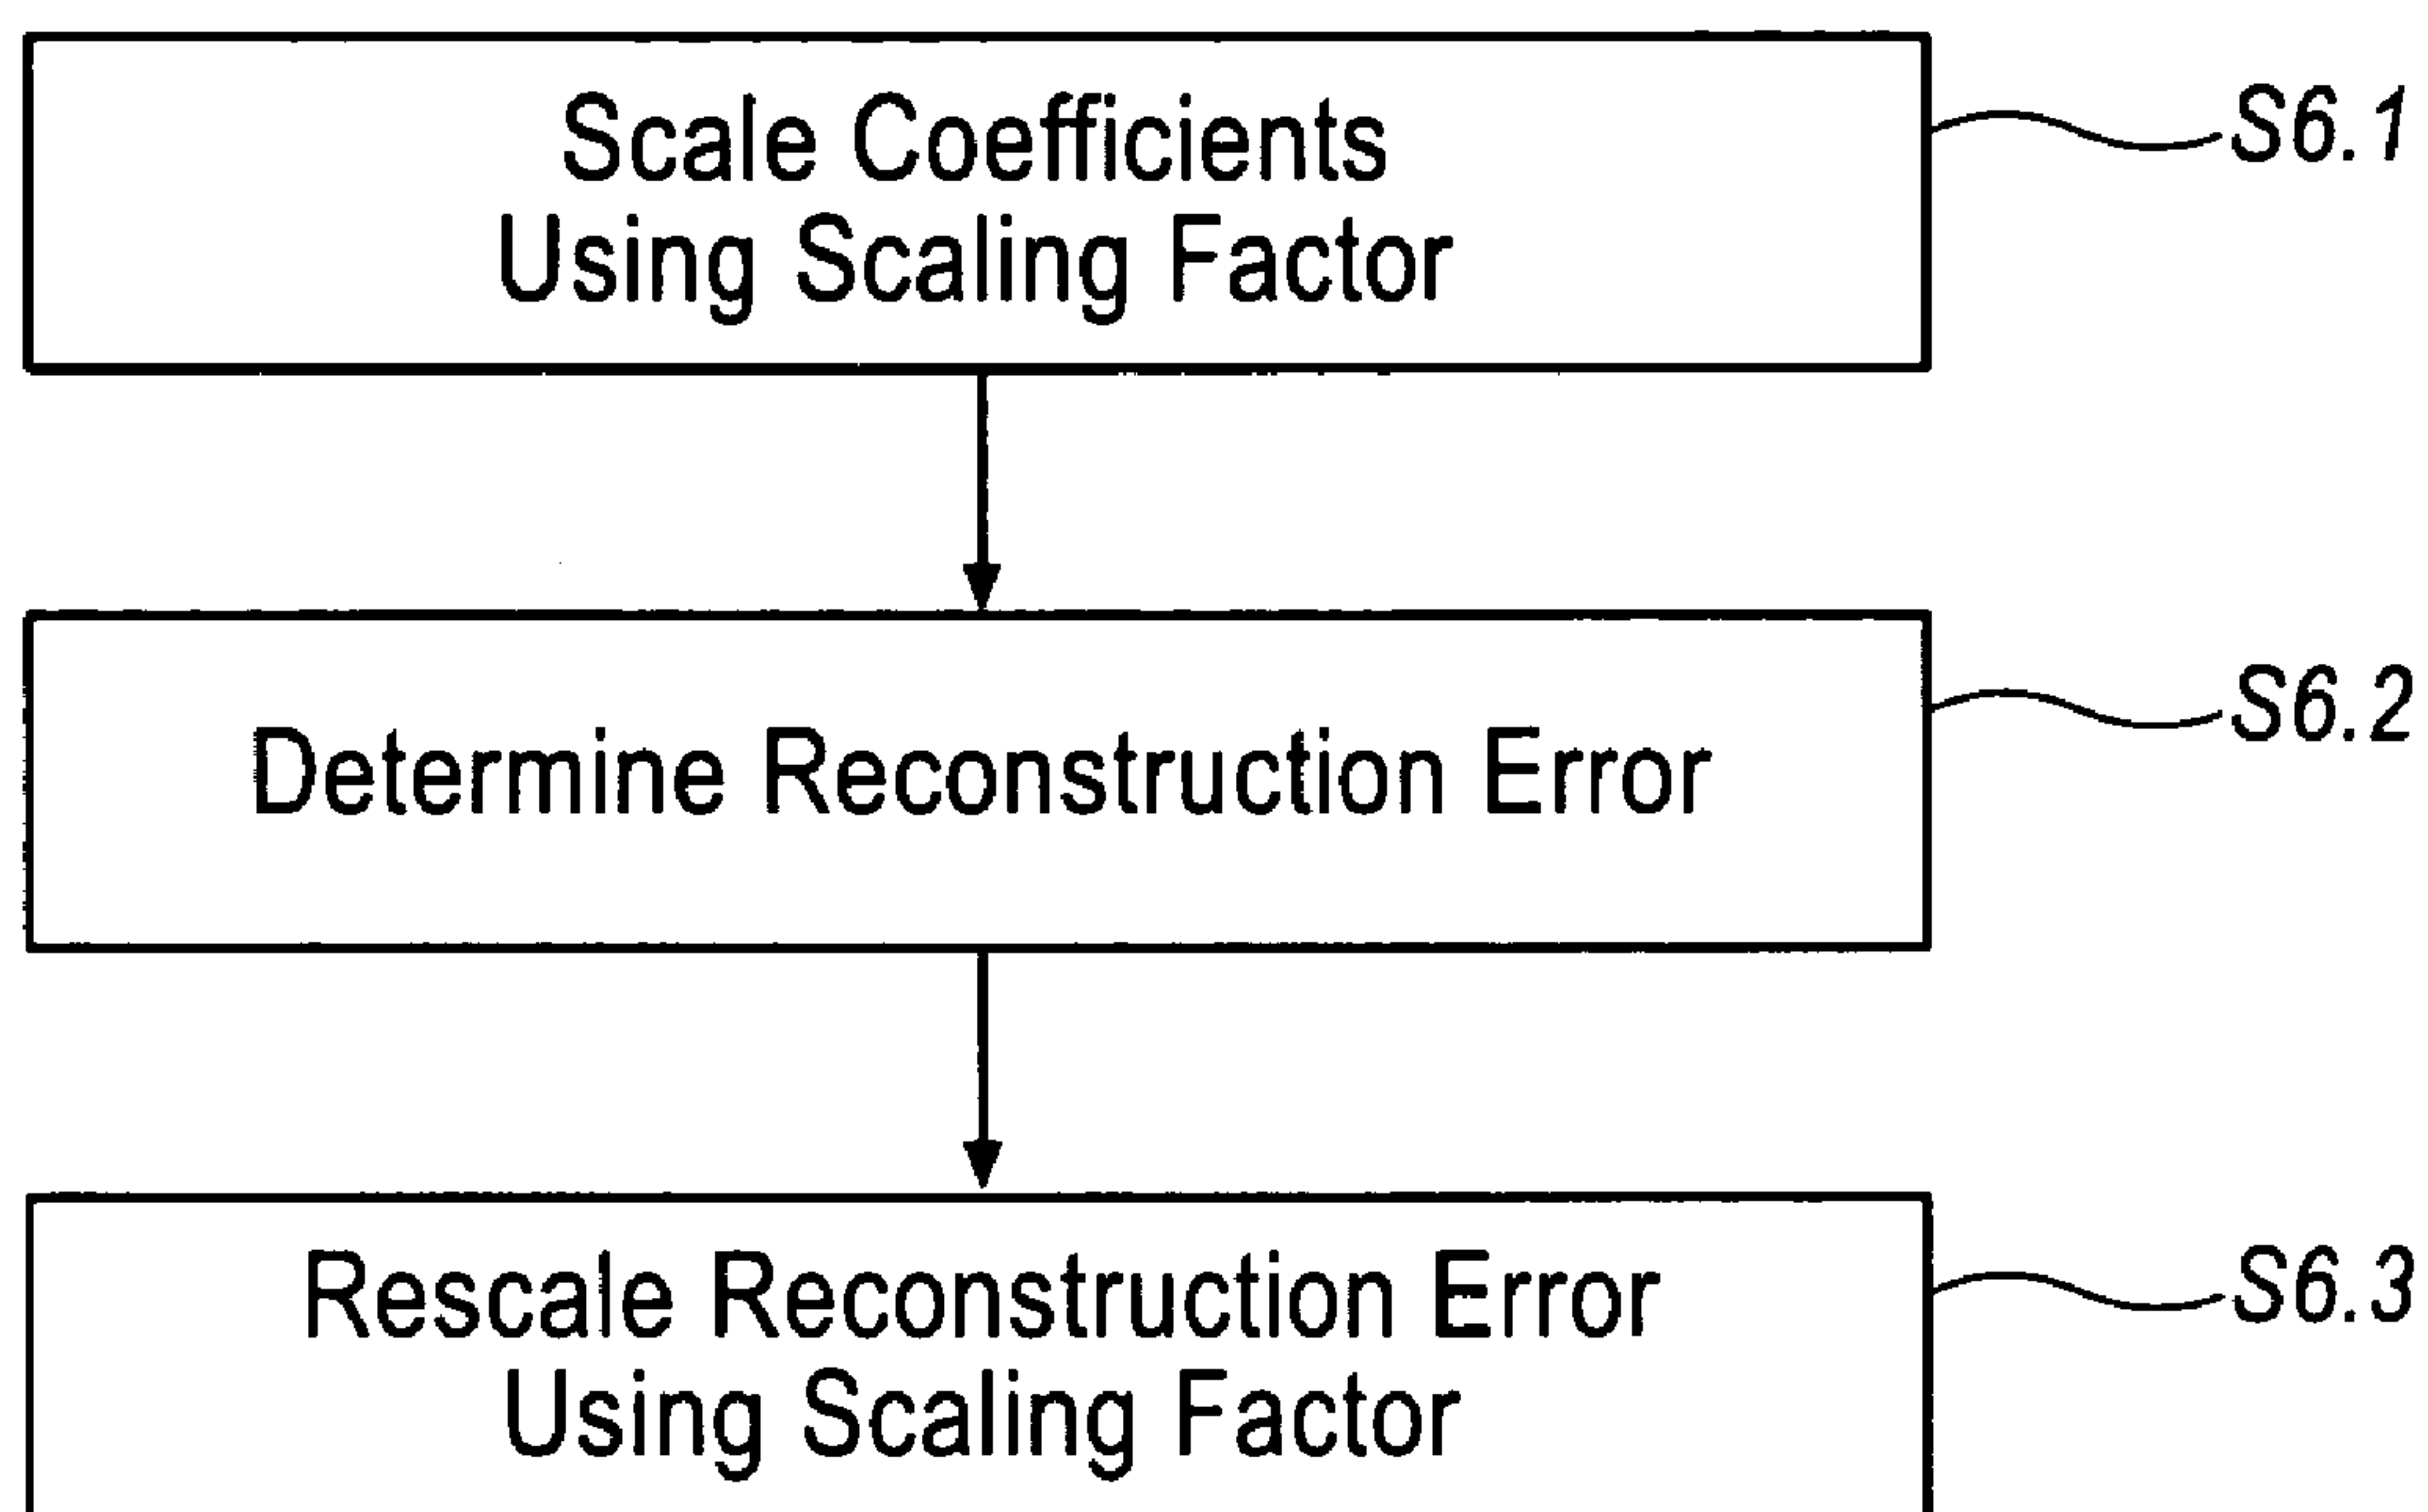 Scale Coefficients
Using Scaling Factor
S6.1
Determine Reconstruction Error
S6.2
Rescale Reconstruction Error
Using Scaling Factor
S6.3